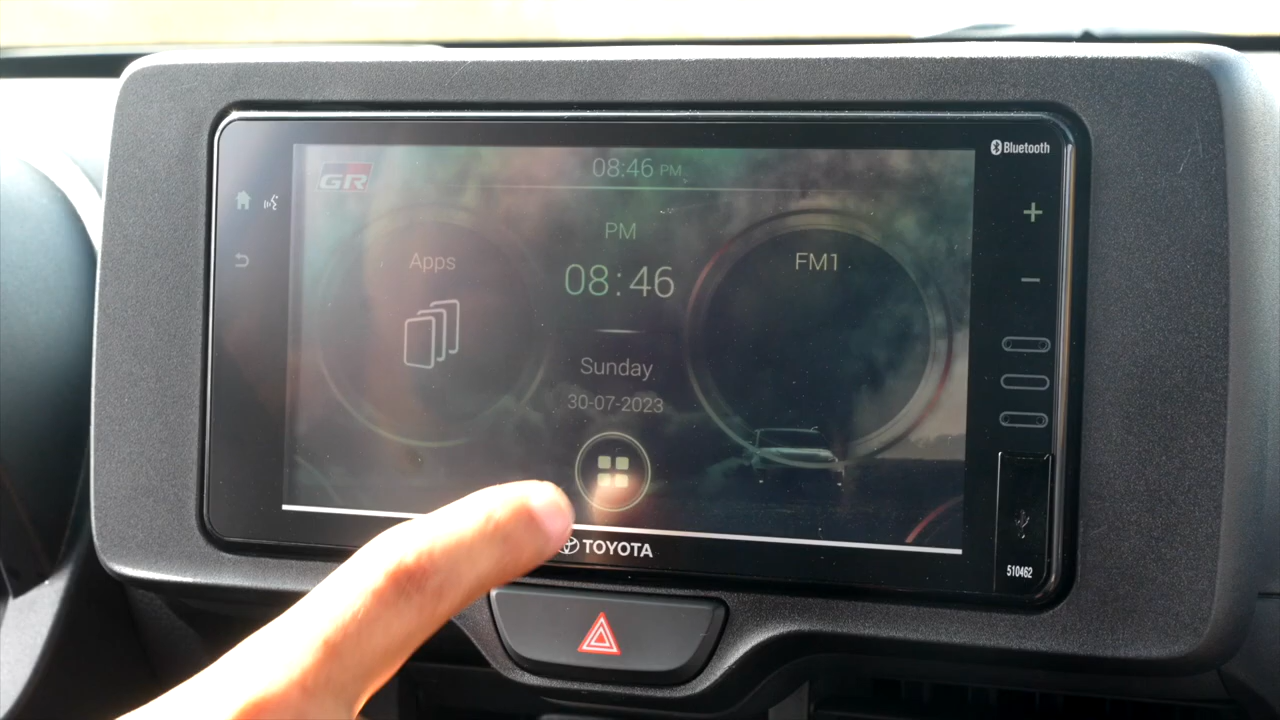 Bluetooth
GR
08:46 PM
PM
08:46
Apps
FM1
Sunday
30-07-2023
TOYOTA
510462